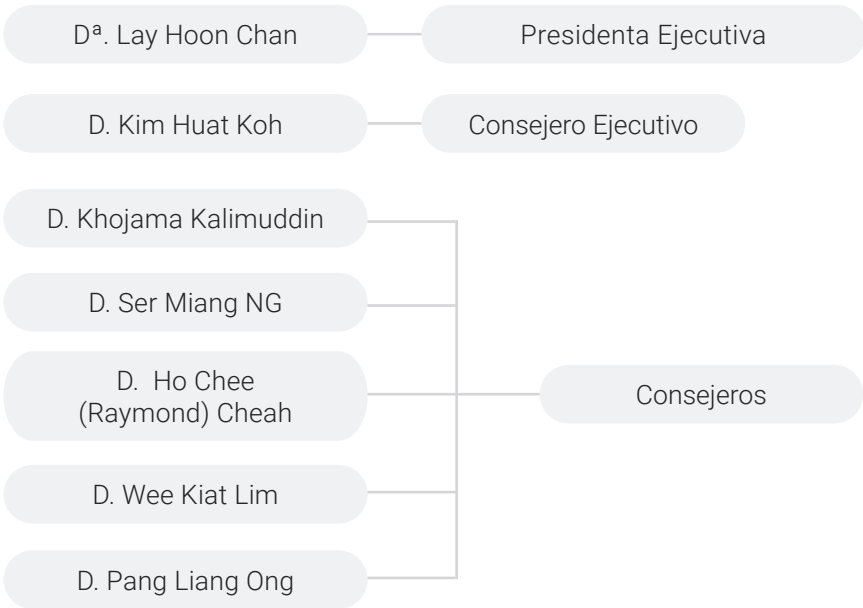 Dª. Lay Hoon Chan
Presidenta Ejecutiva
D. Kim Huat Koh
Consejero Ejecutivo
D. Khojama Kalimuddin
D. Ser Miang NG
D. Ho Chee
(Raymond) Cheah
Consejeros
D. Wee Kiat Lim
D. Pang Liang Ong